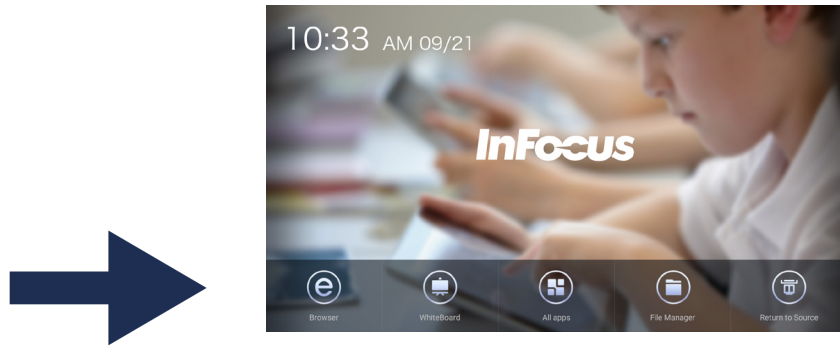 10:33 AM 09/21
InFocus
Browser
WhiteBoard
All apps
File Manager
Return to Source